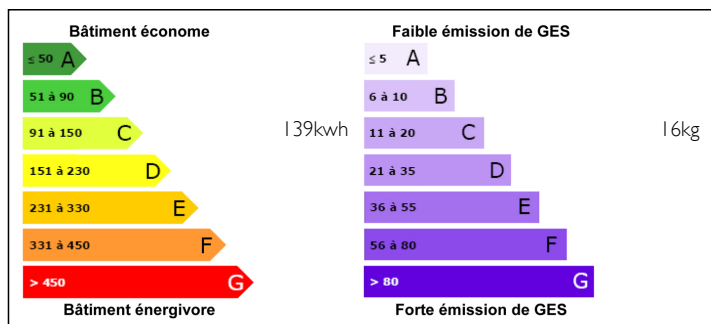 Bâtiment économe
≤ 50 A
51 à 90 B
91 à 150 C
139kwh
151 à 230 D
231 à 330 E
331 à 450 F
> 450 G
Bâtiment énergivore
Faible émission de GES
≤ 5 A
6 à 10 B
11 à 20 C
16kg
21 à 35 D
36 à 55 E
56 à 80 F
> 80 G
Forte émission de GES